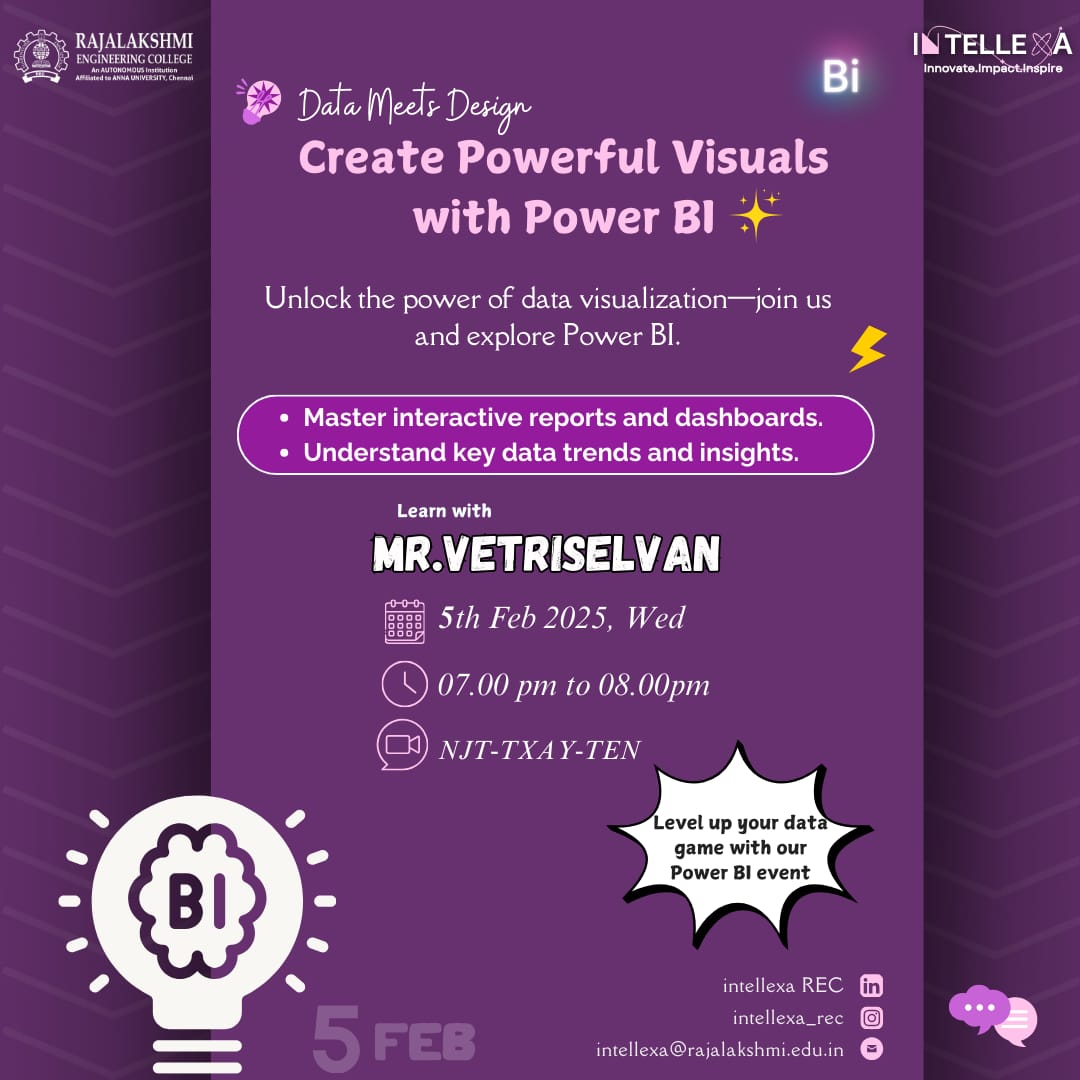 RAJALAKSHMI
ENGINEERING COLLEGE
An AUTONOMOUS Institution
Affiliated to ANNA UNIVERSITY, Chennai
INTELLEXA
Innovate.Impact.Inspire
Bi
Data Meets Design
Create Powerful Visuals
with Power BI
Unlock the power of data visualization—join us
and explore Power BI.
• Master interactive reports and dashboards.
• Understand key data trends and insights.
Learn with
MR.VETRISELVAN
5th Feb 2025, Wed
07.00 pm to 08.00pm
NJT-TXAY-TEN
Level up your data
game with our
Power BI event
BI
intellexa REC
in
intellexa_rec
intellexa@rajalakshmi.edu.in
5 FEB